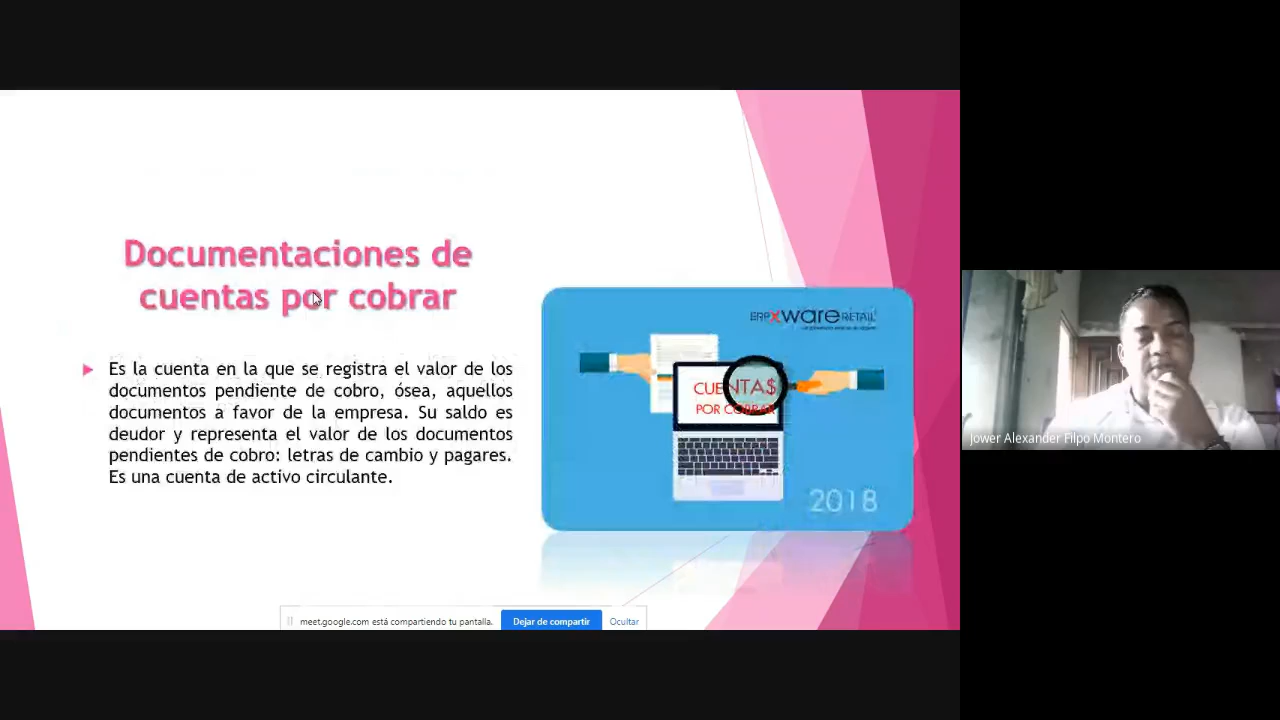 Documentaciones de
cuentas por cobrar
Es la cuenta en la que se registra el valor de los
documentos pendiente de cobro, ósea, aquellos
documentos a favor de la empresa. Su saldo es
deudor y representa el valor de los documentos
pendientes de cobro: letras de cambio y pagares.
Es una cuenta de activo circulante.
ERP xware RETAIL
CUENTA$
POR COBRAR
2018
Jower Alexander Filpo Montero
meet.google.com está compartiendo tu pantalla.
Dejar de compartir
Ocultar